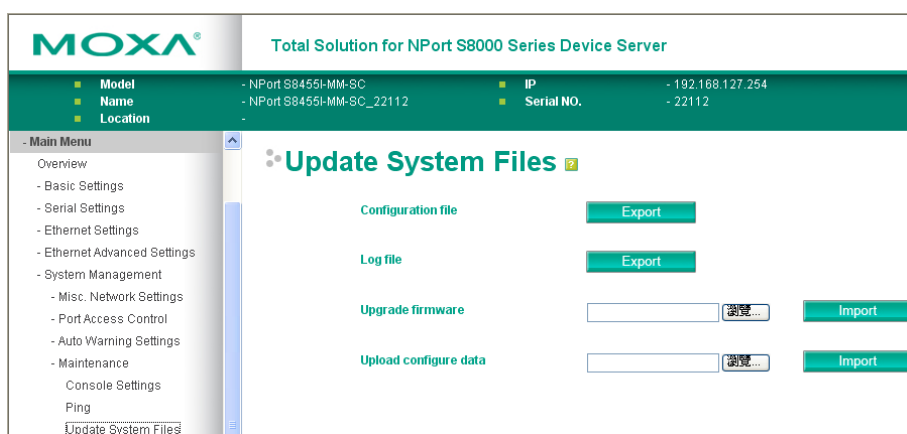 MOXA®
Total Solution for NPort S8000 Series Device Server
Model - NPort S8455I-MM-SC IP - 192.168.127.254
Name - NPort S8455I-MM-SC_22112 Serial NO. - 22112
Location -
- Main Menu
Overview
- Basic Settings
- Serial Settings
- Ethernet Settings
- Ethernet Advanced Settings
- System Management
- Misc. Network Settings
- Port Access Control
- Auto Warning Settings
- Maintenance
Console Settings
Ping
Update System Files
Update System Files ?
Configuration file Export
Log file Export
Upgrade firmware 瀏覽... Import
Upload configure data 瀏覽... Import